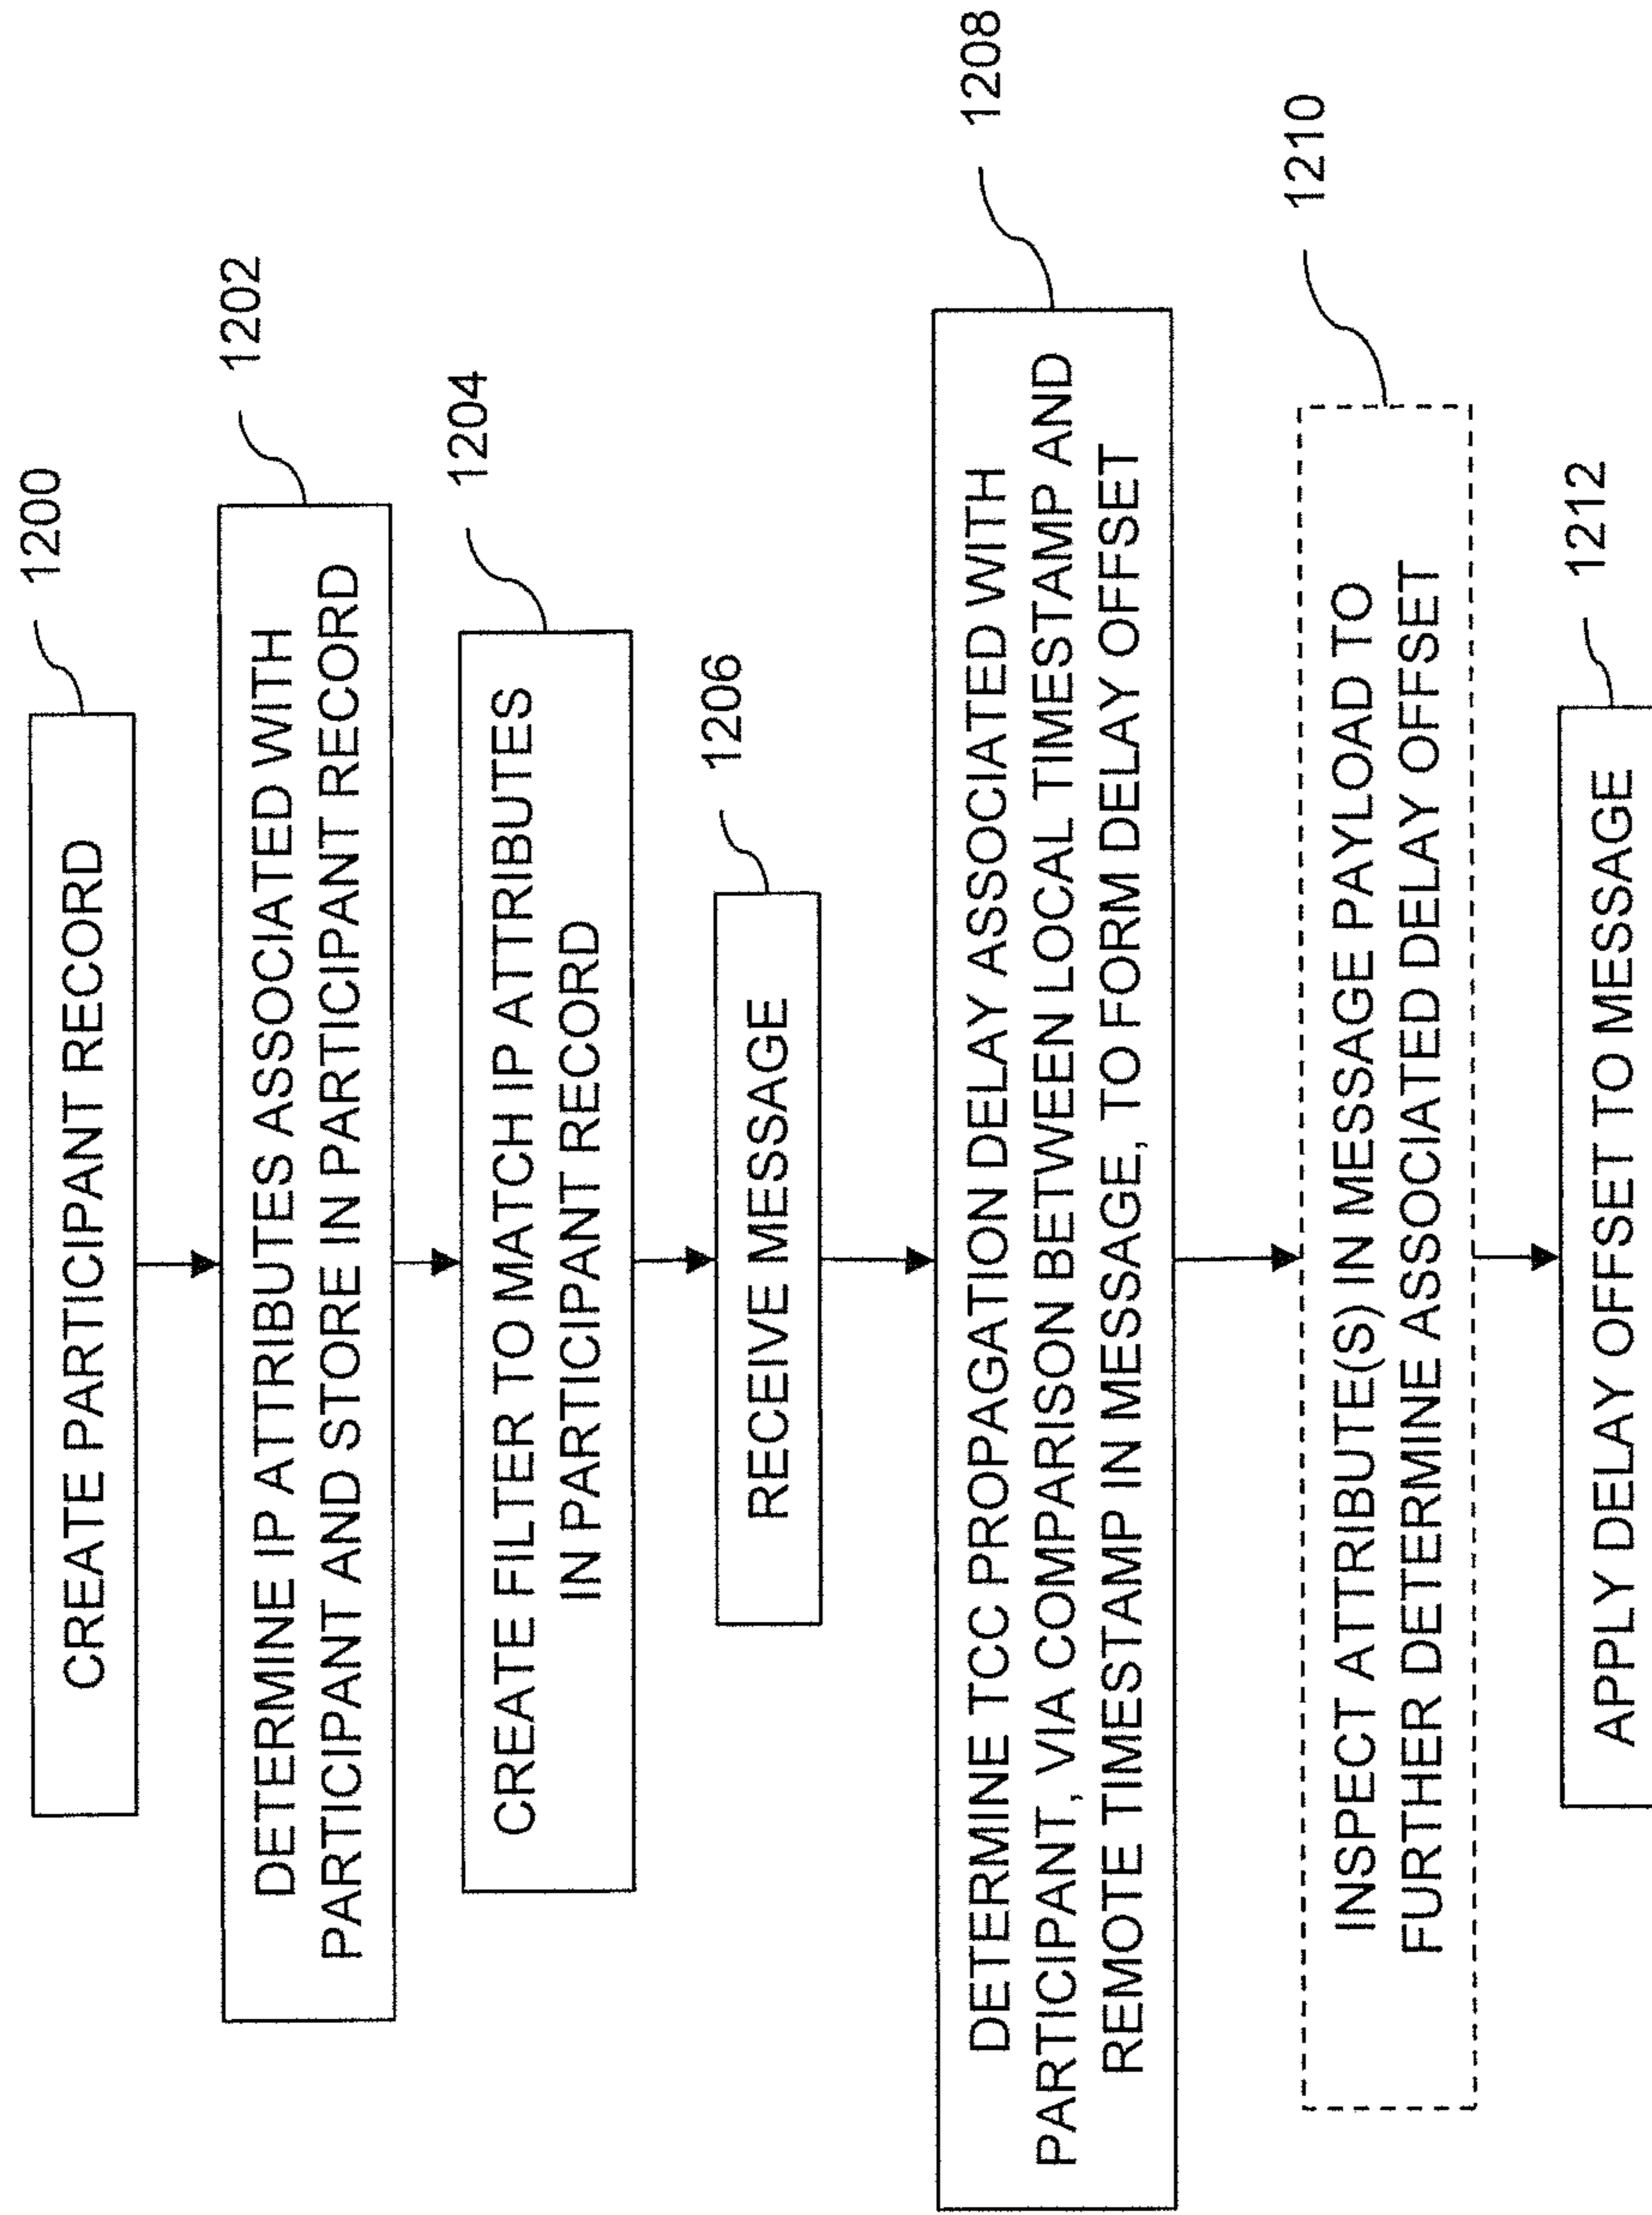 1200
CREATE PARTICIPANT RECORD
1202
DETERMINE IP ATTRIBUTES ASSOCIATED WITH
PARTICIPANT AND STORE IN PARTICIPANT RECORD
1204
CREATE FILTER TO MATCH IP ATTRIBUTES
IN PARTICIPANT RECORD
1206
RECEIVE MESSAGE
1208
DETERMINE TCC PROPAGATION DELAY ASSOCIATED WITH
PARTICIPANT, VIA COMPARISON BETWEEN LOCAL TIMESTAMP AND
REMOTE TIMESTAMP IN MESSAGE, TO FORM DELAY OFFSET
1210
INSPECT ATTRIBUTE(S) IN MESSAGE PAYLOAD TO
FURTHER DETERMINE ASSOCIATED DELAY OFFSET
1212
APPLY DELAY OFFSET TO MESSAGE